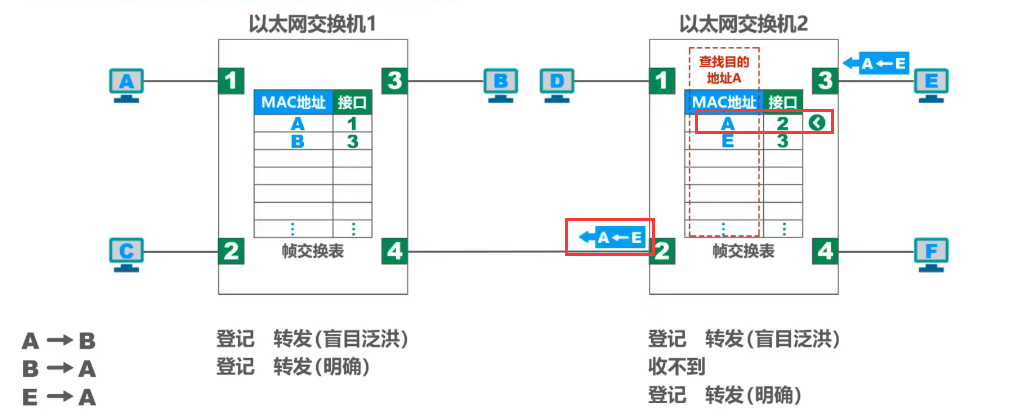 以太网交换机1 以太网交换机2
A 1 3 B D 1 查找目的 3 A←E E
地址A
MAC地址 接口 MAC地址 接口
A 1 A 2
B 3 E 3
⋮ ⋮ ⋮ ⋮
C 2 帧交换表 4 A←E 2 帧交换表 4 F
A→B 登记 转发(盲目泛洪) 登记 转发(盲目泛洪)
B→A 登记 转发(明确) 收不到
E→A 登记 转发(明确)